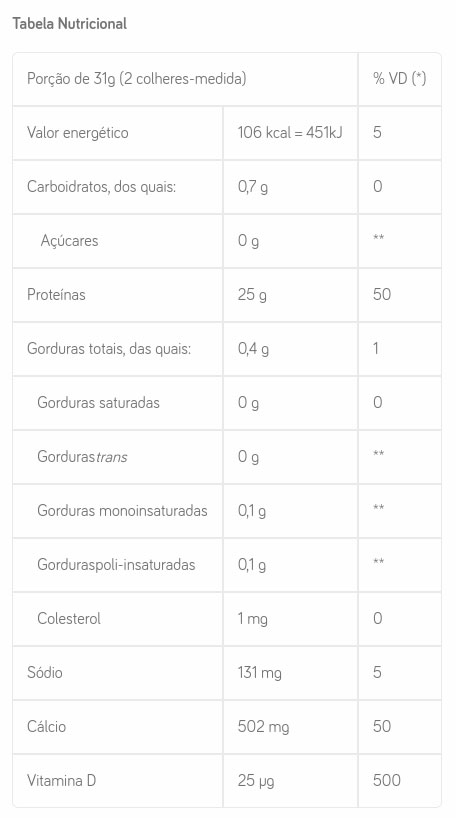 Tabela Nutricional
Porção de 31g (2 colheres-medida) % VD (*)
Valor energético 106 kcal = 451kJ 5
Carboidratos, dos quais: 0,7 g 0
Açúcares 0 g **
Proteínas 25 g 50
Gorduras totais, das quais: 0,4 g 1
Gorduras saturadas 0 g 0
Gordurastrans 0 g **
Gorduras monoinsaturadas 0,1 g **
Gorduraspoli-insaturadas 0,1 g **
Colesterol 1 mg 0
Sódio 131 mg 5
Cálcio 502 mg 50
Vitamina D 25 µg 500